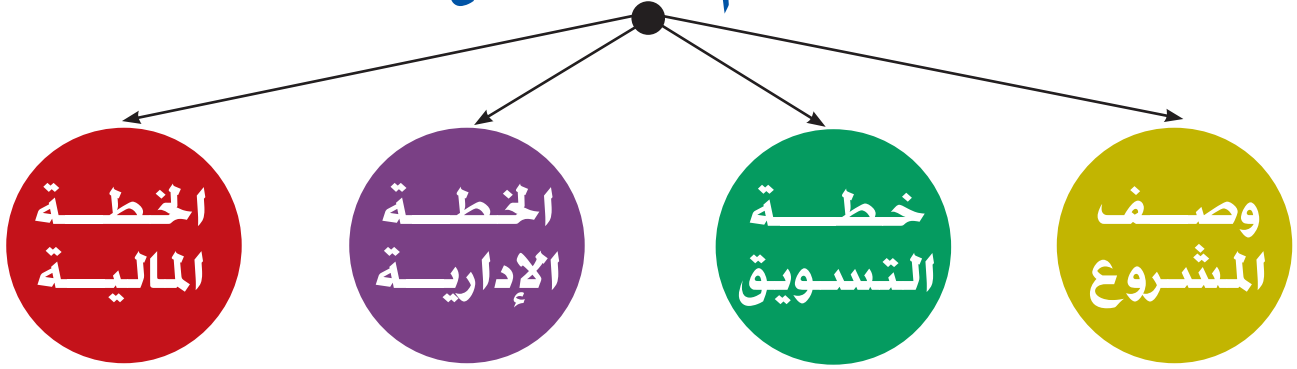 وصف
المشروع
خطة
التسويق
الخطة
الإدارية
الخطة
المالية